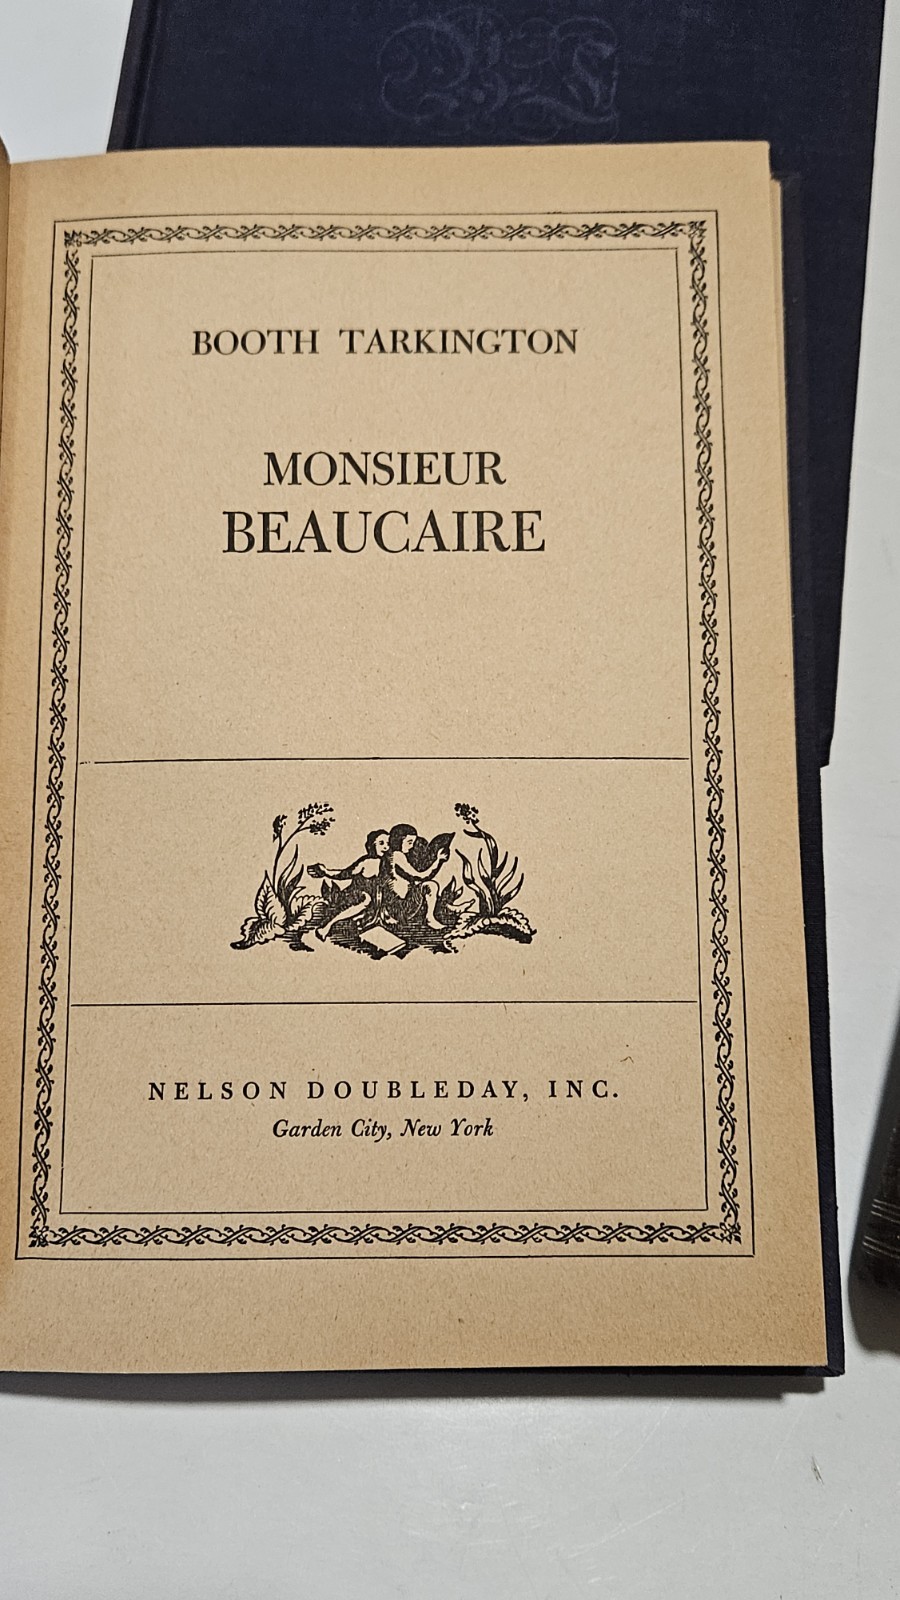 BOOTH TARKINGTON
MONSIEUR
BEAUCAIRE
NELSON DOUBLEDAY, INC.
Garden City, New York